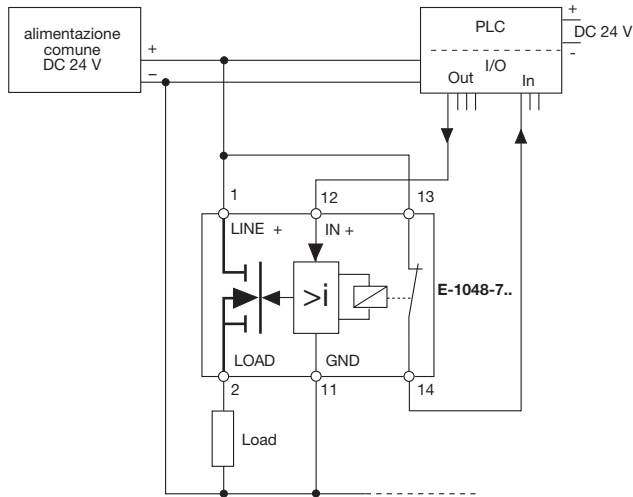 alimentazione
comune
DC 24 V
+
−
PLC
I/O
Out
In
+
DC 24 V
-
1
12
13
LINE +
IN +
>i
E-1048-7..
LOAD
GND
2
11
14
Load